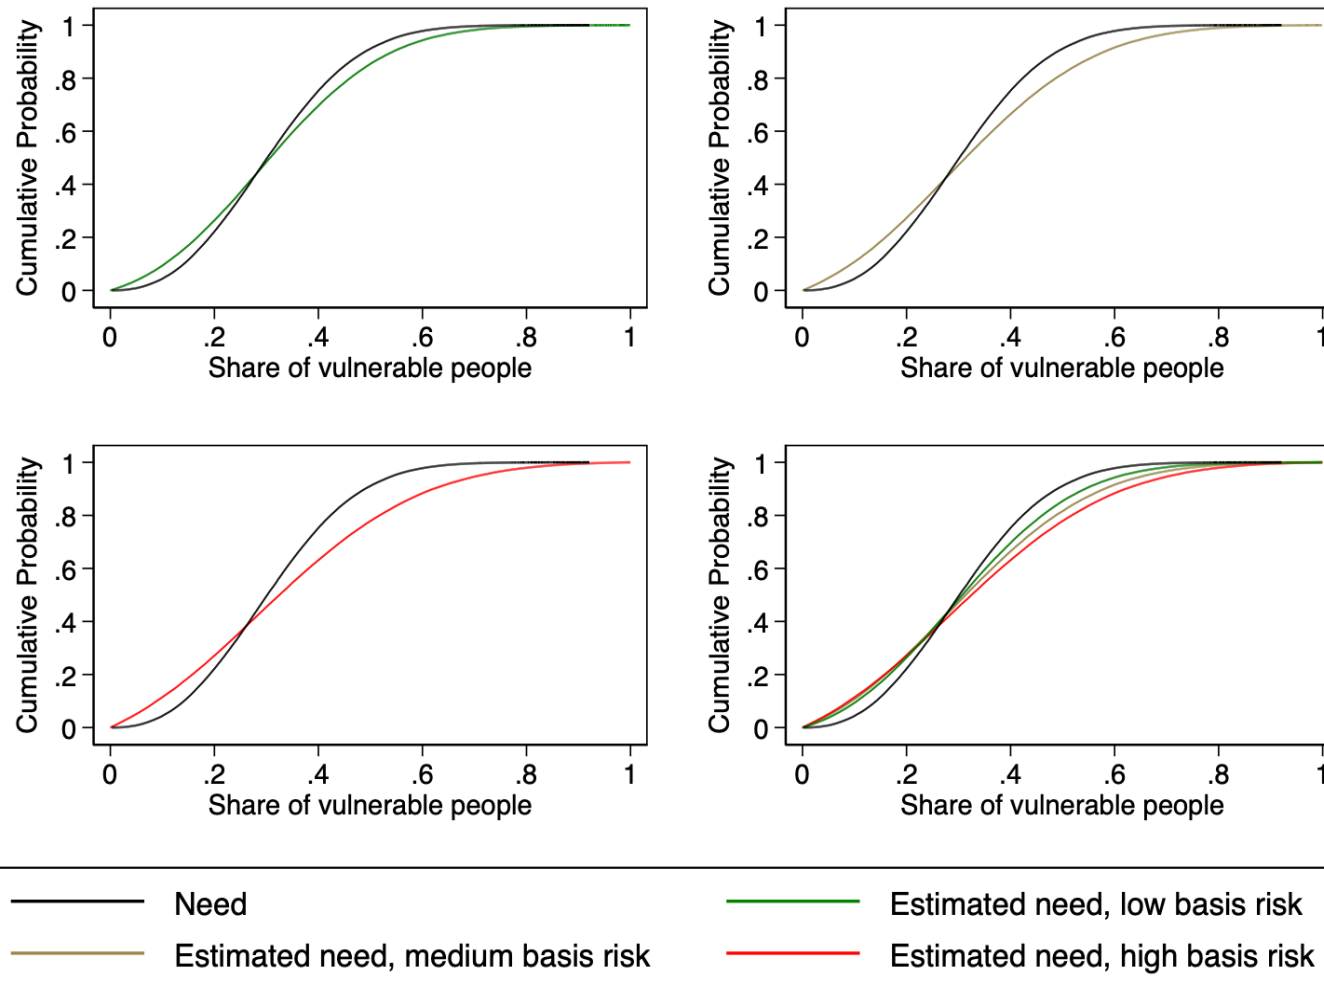 Cumulative Probability
1
.8
.6
.4
.2
0
0 .2 .4 .6 .8 1
Share of vulnerable people
Cumulative Probability
1
.8
.6
.4
.2
0
0 .2 .4 .6 .8 1
Share of vulnerable people
Cumulative Probability
1
.8
.6
.4
.2
0
0 .2 .4 .6 .8 1
Share of vulnerable people
Cumulative Probability
1
.8
.6
.4
.2
0
0 .2 .4 .6 .8 1
Share of vulnerable people
Need
Estimated need, low basis risk
Estimated need, medium basis risk
Estimated need, high basis risk